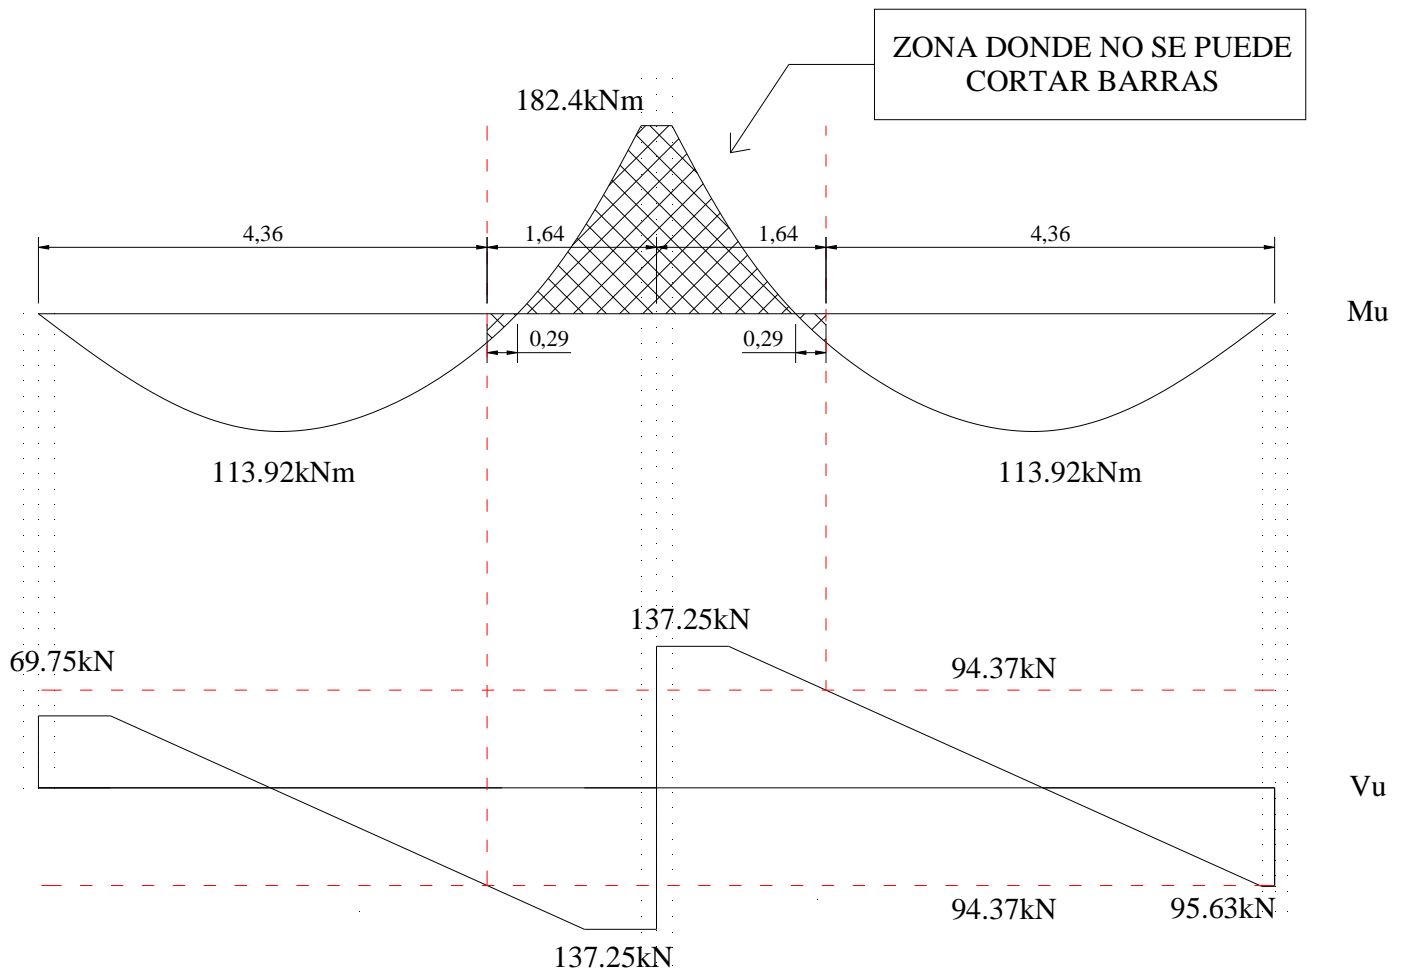 ZONA DONDE NO SE PUEDE
CORTAR BARRAS
182.4kNm
4,36
1,64
1,64
4,36
Mu
0,29
0,29
113.92kNm
113.92kNm
137.25kN
69.75kN
94.37kN
Vu
94.37kN
95.63kN
137.25kN